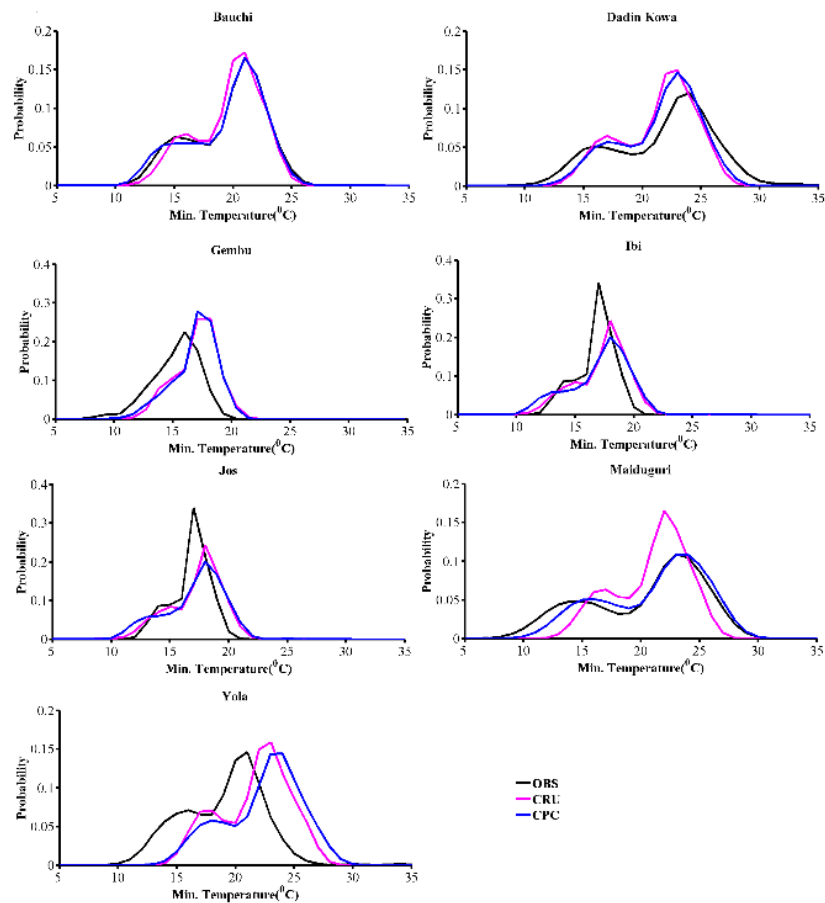 Bauchi
0.2
0.15
0.1
0.05
0
Probability
5 10 15 20 25 30 35
Min. Temperature(⁰C)
Dadin Kowa
0.2
0.15
0.1
0.05
0
Probability
5 10 15 20 25 30 35
Min. Temperature(⁰C)
Gembu
0.4
0.3
0.2
0.1
0
Probability
5 10 15 20 25 30 35
Min. Temperature(⁰C)
Ibi
0.4
0.3
0.2
0.1
0
Probability
5 10 15 20 25 30 35
Min. Temperature(⁰C)
Jos
0.4
0.3
0.2
0.1
0
Probability
5 10 15 20 25 30 35
Min. Temperature(⁰C)
Maiduguri
0.2
0.15
0.1
0.05
0
Probability
5 10 15 20 25 30 35
Min. Temperature(⁰C)
Yola
0.2
0.15
0.1
0.05
0
Probability
5 10 15 20 25 30 35
Min. Temperature(⁰C)
OBS
CRU
CPC